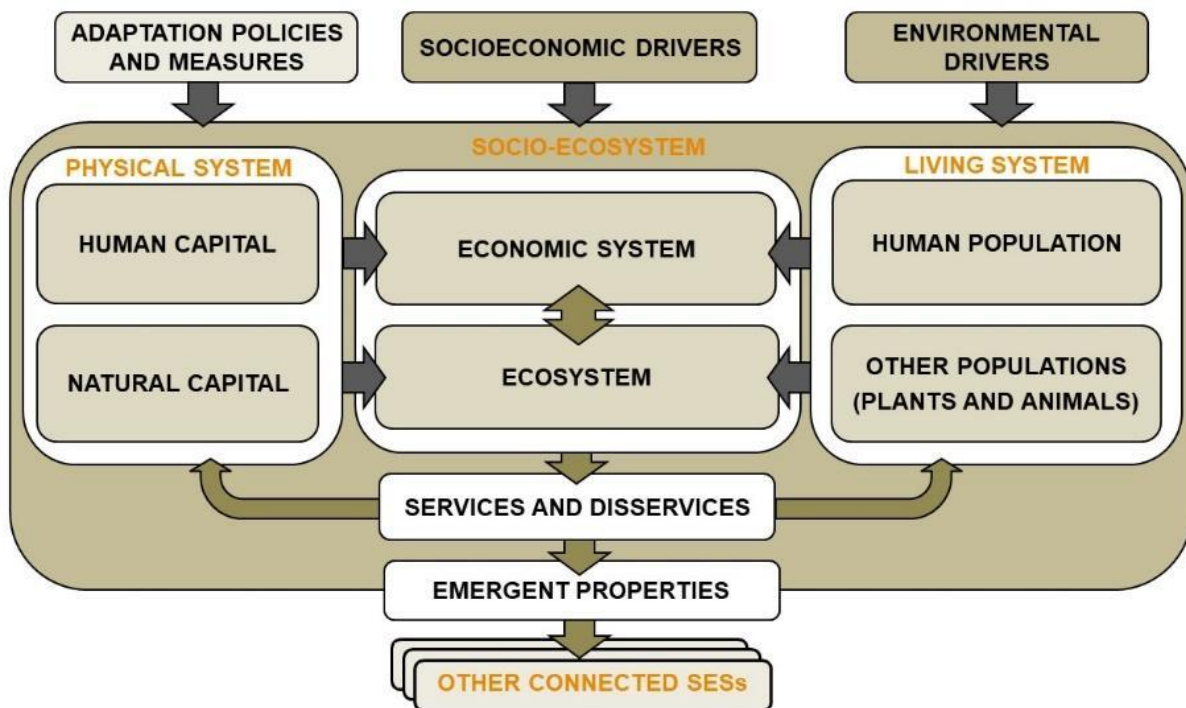 ADAPTATION POLICIES
AND MEASURES
SOCIOECONOMIC DRIVERS
ENVIRONMENTAL
DRIVERS
SOCIO-ECOSYSTEM
PHYSICAL SYSTEM
LIVING SYSTEM
HUMAN CAPITAL
ECONOMIC SYSTEM
HUMAN POPULATION
NATURAL CAPITAL
ECOSYSTEM
OTHER POPULATIONS
(PLANTS AND ANIMALS)
SERVICES AND DISSERVICES
EMERGENT PROPERTIES
OTHER CONNECTED SESs